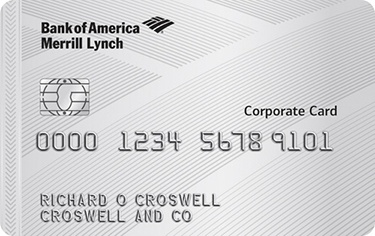 Bank of America
Merrill Lynch
Corporate Card
0000 1234 5678 9101
RICHARD O CROSWELL
CROSWELL AND CO